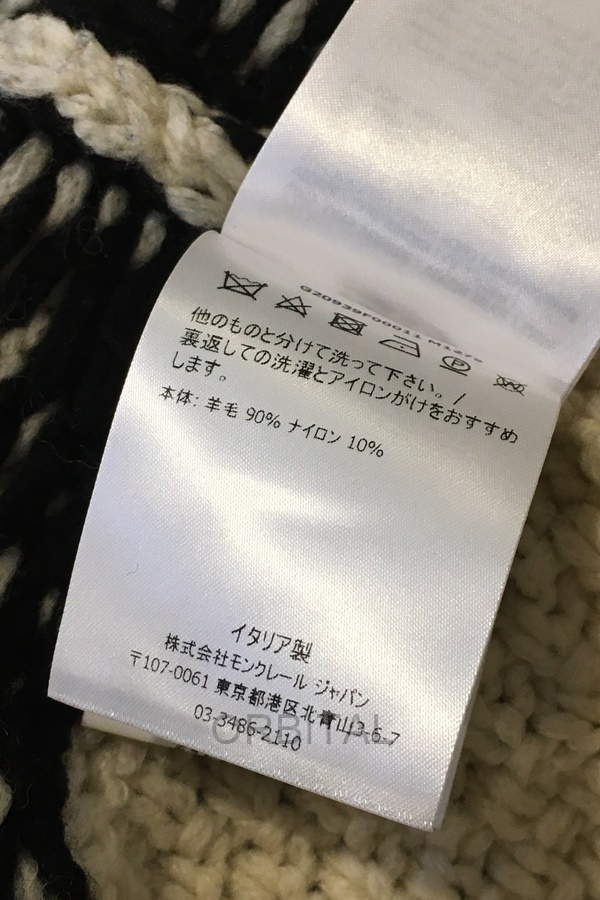 G20939F00013 M1279
他のものと分けて洗って下さい。/
裏返しての洗濯とアイロンがけをおすすめ
します。
本体: 羊毛 90% ナイロン 10%
イタリア製
株式会社モンクレール ジャパン
〒107-0061 東京都港区北青山3-6-7
03-3486-2110
ORBITAL